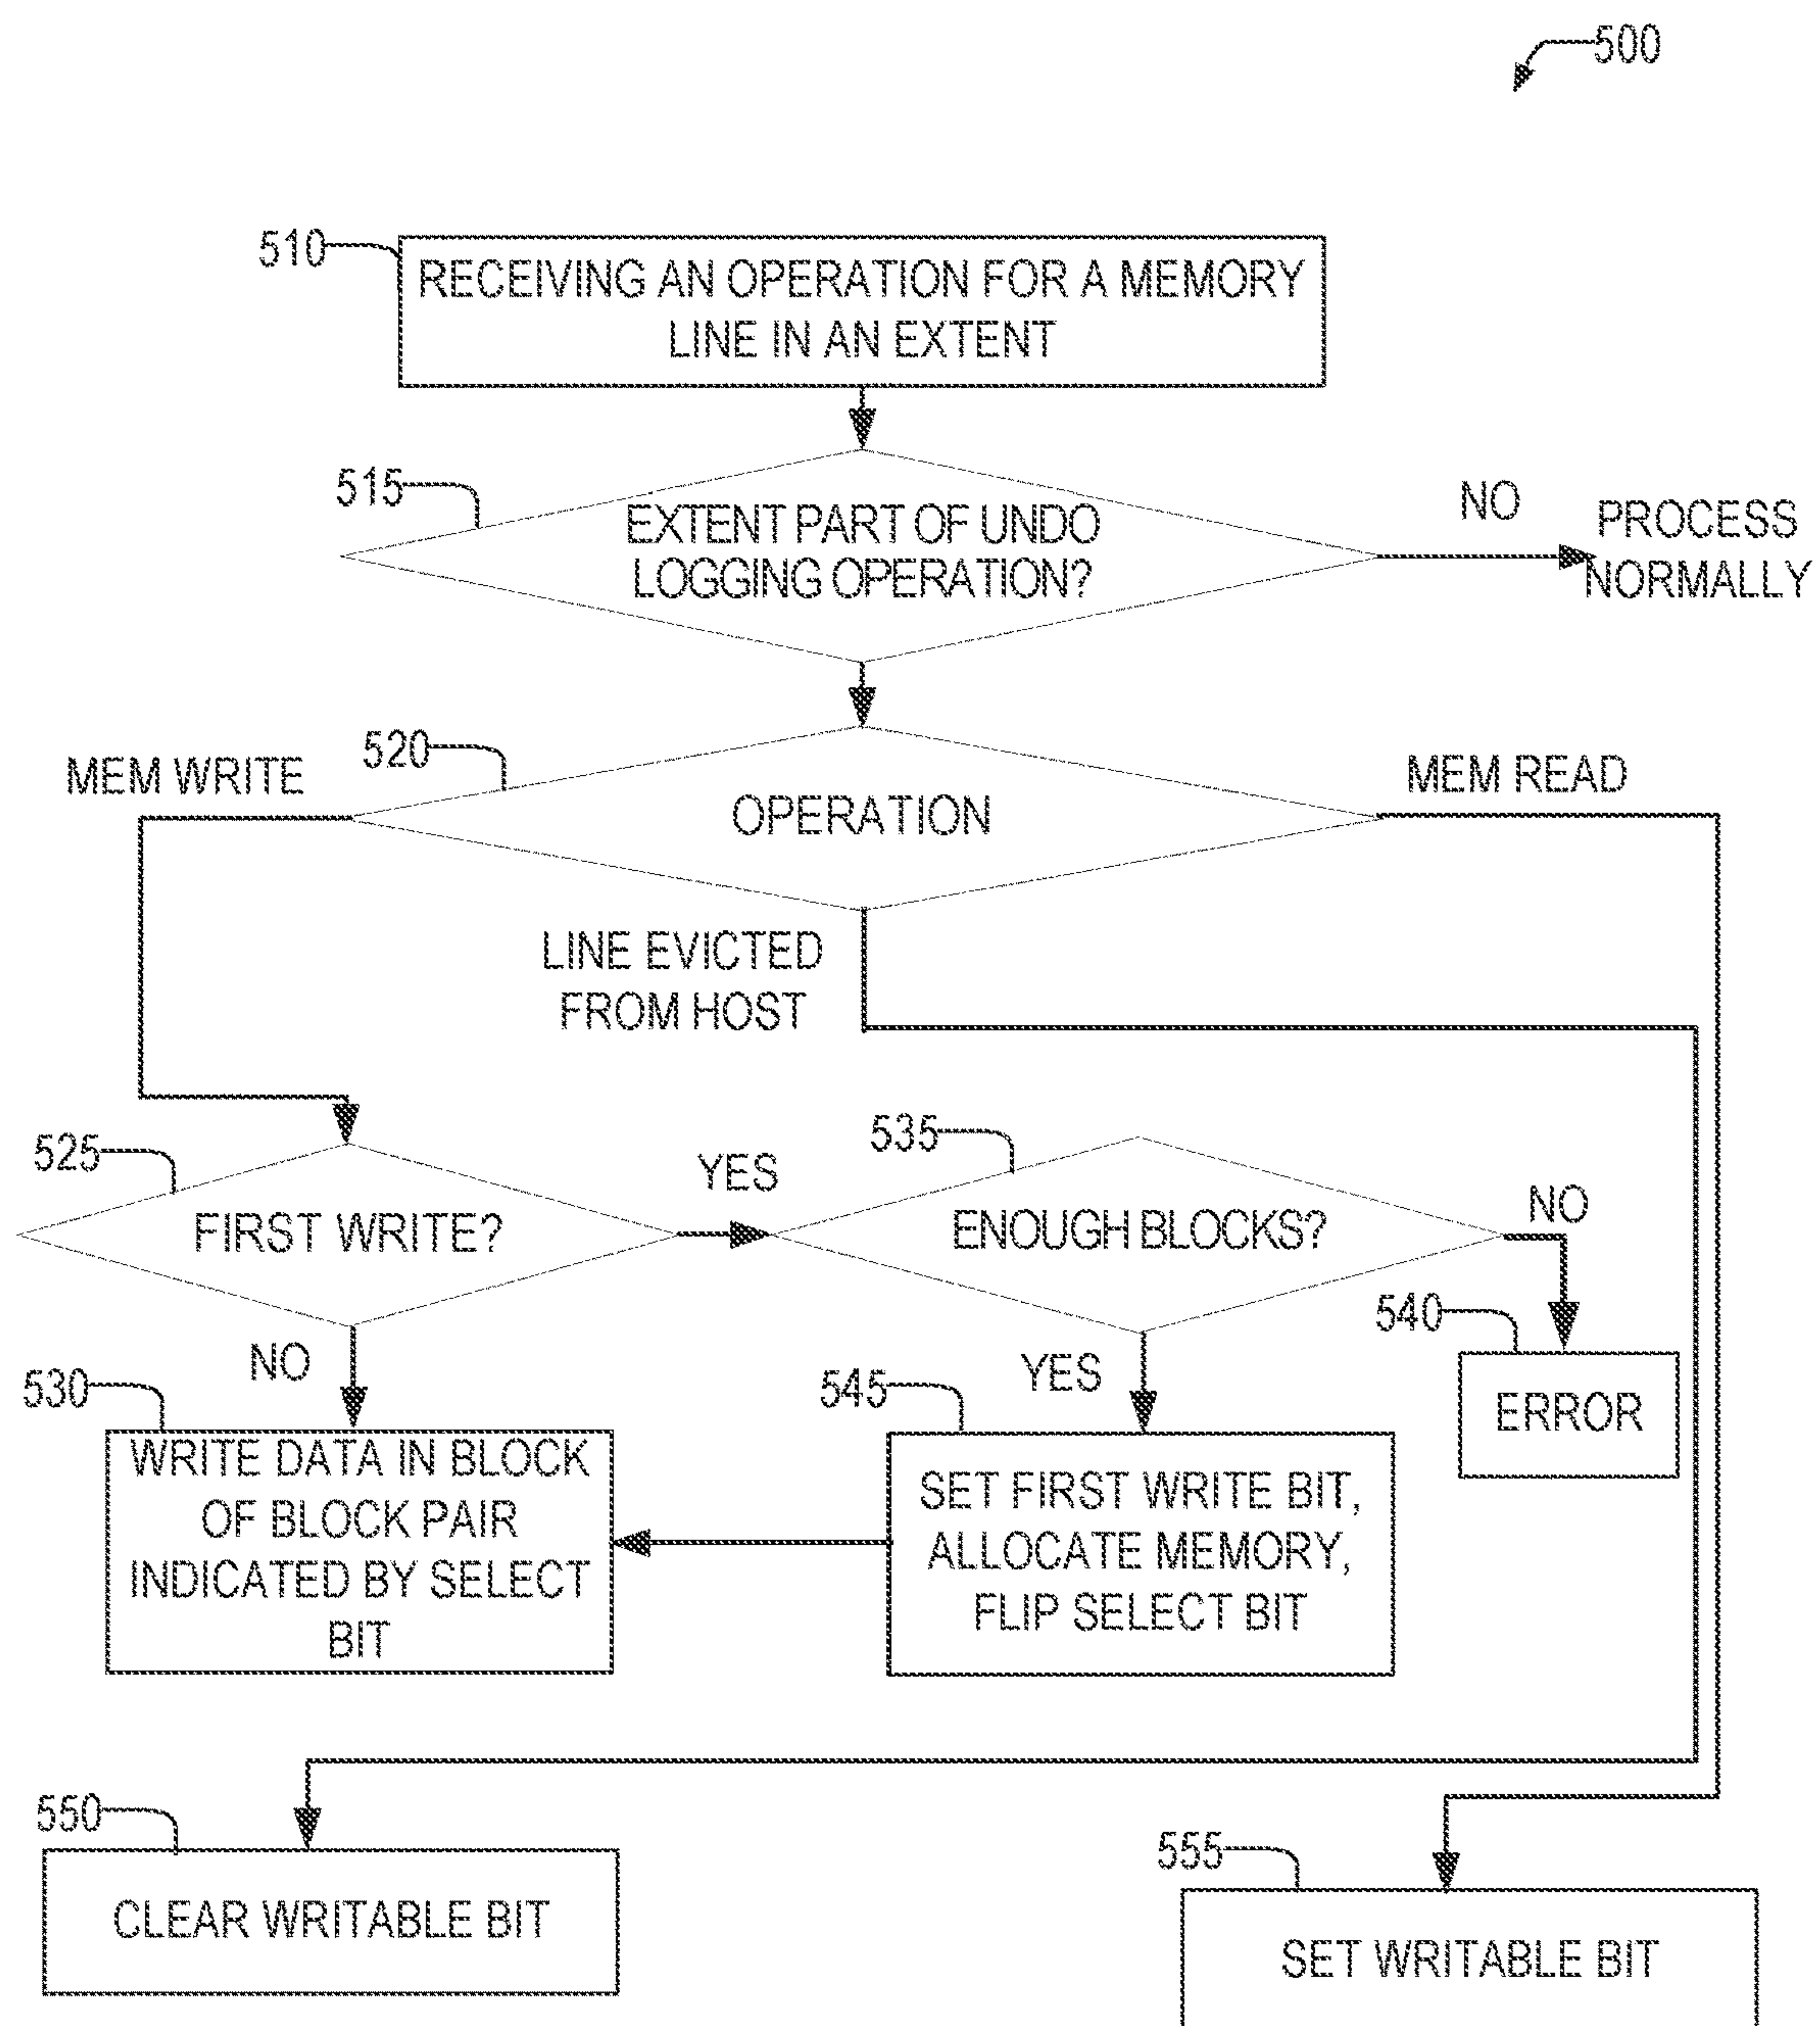 500
510
RECEIVING AN OPERATION FOR A MEMORY
LINE IN AN EXTENT
515
EXTENT PART OF UNDO
LOGGING OPERATION?
NO
PROCESS
NORMALLY
520
MEM WRITE
OPERATION
MEM READ
LINE EVICTED
FROM HOST
525
FIRST WRITE?
YES
535
ENOUGH BLOCKS?
NO
540
ERROR
NO
530
WRITE DATA IN BLOCK
OF BLOCK PAIR
INDICATED BY SELECT
BIT
YES
545
SET FIRST WRITE BIT,
ALLOCATE MEMORY,
FLIP SELECT BIT
550
CLEAR WRITABLE BIT
555
SET WRITABLE BIT